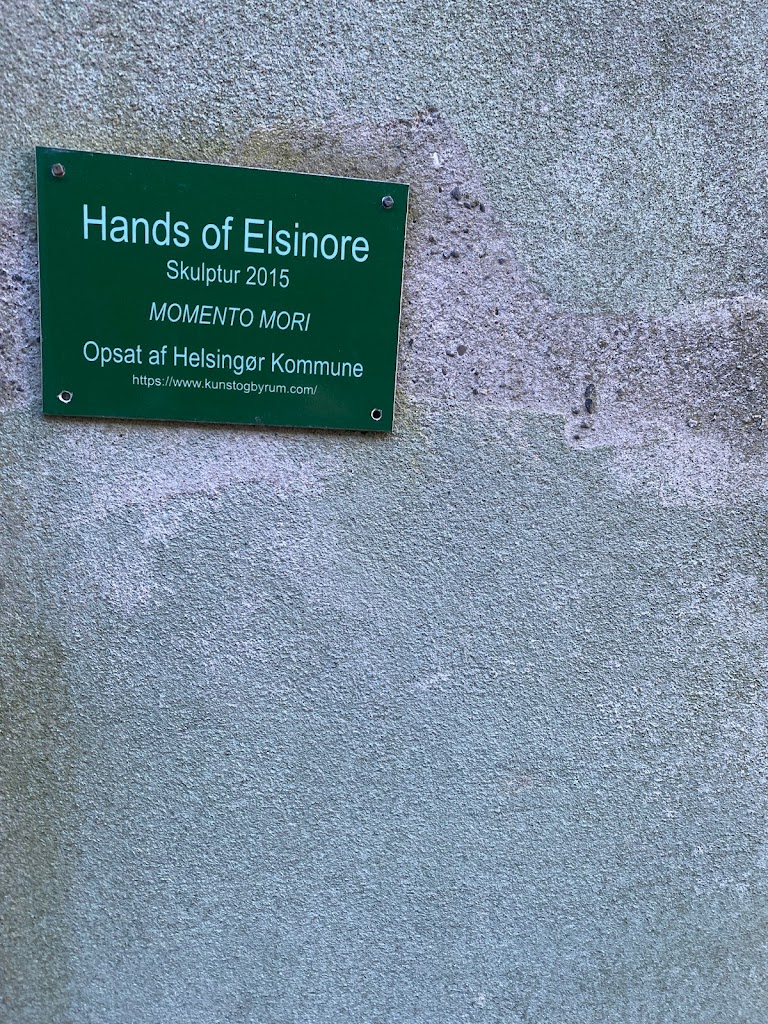 Hands of Elsinore
Skulptur 2015
MOMENTO MORI
Opsat af Helsingør Kommune
https://www.kunstogbyrum.com/